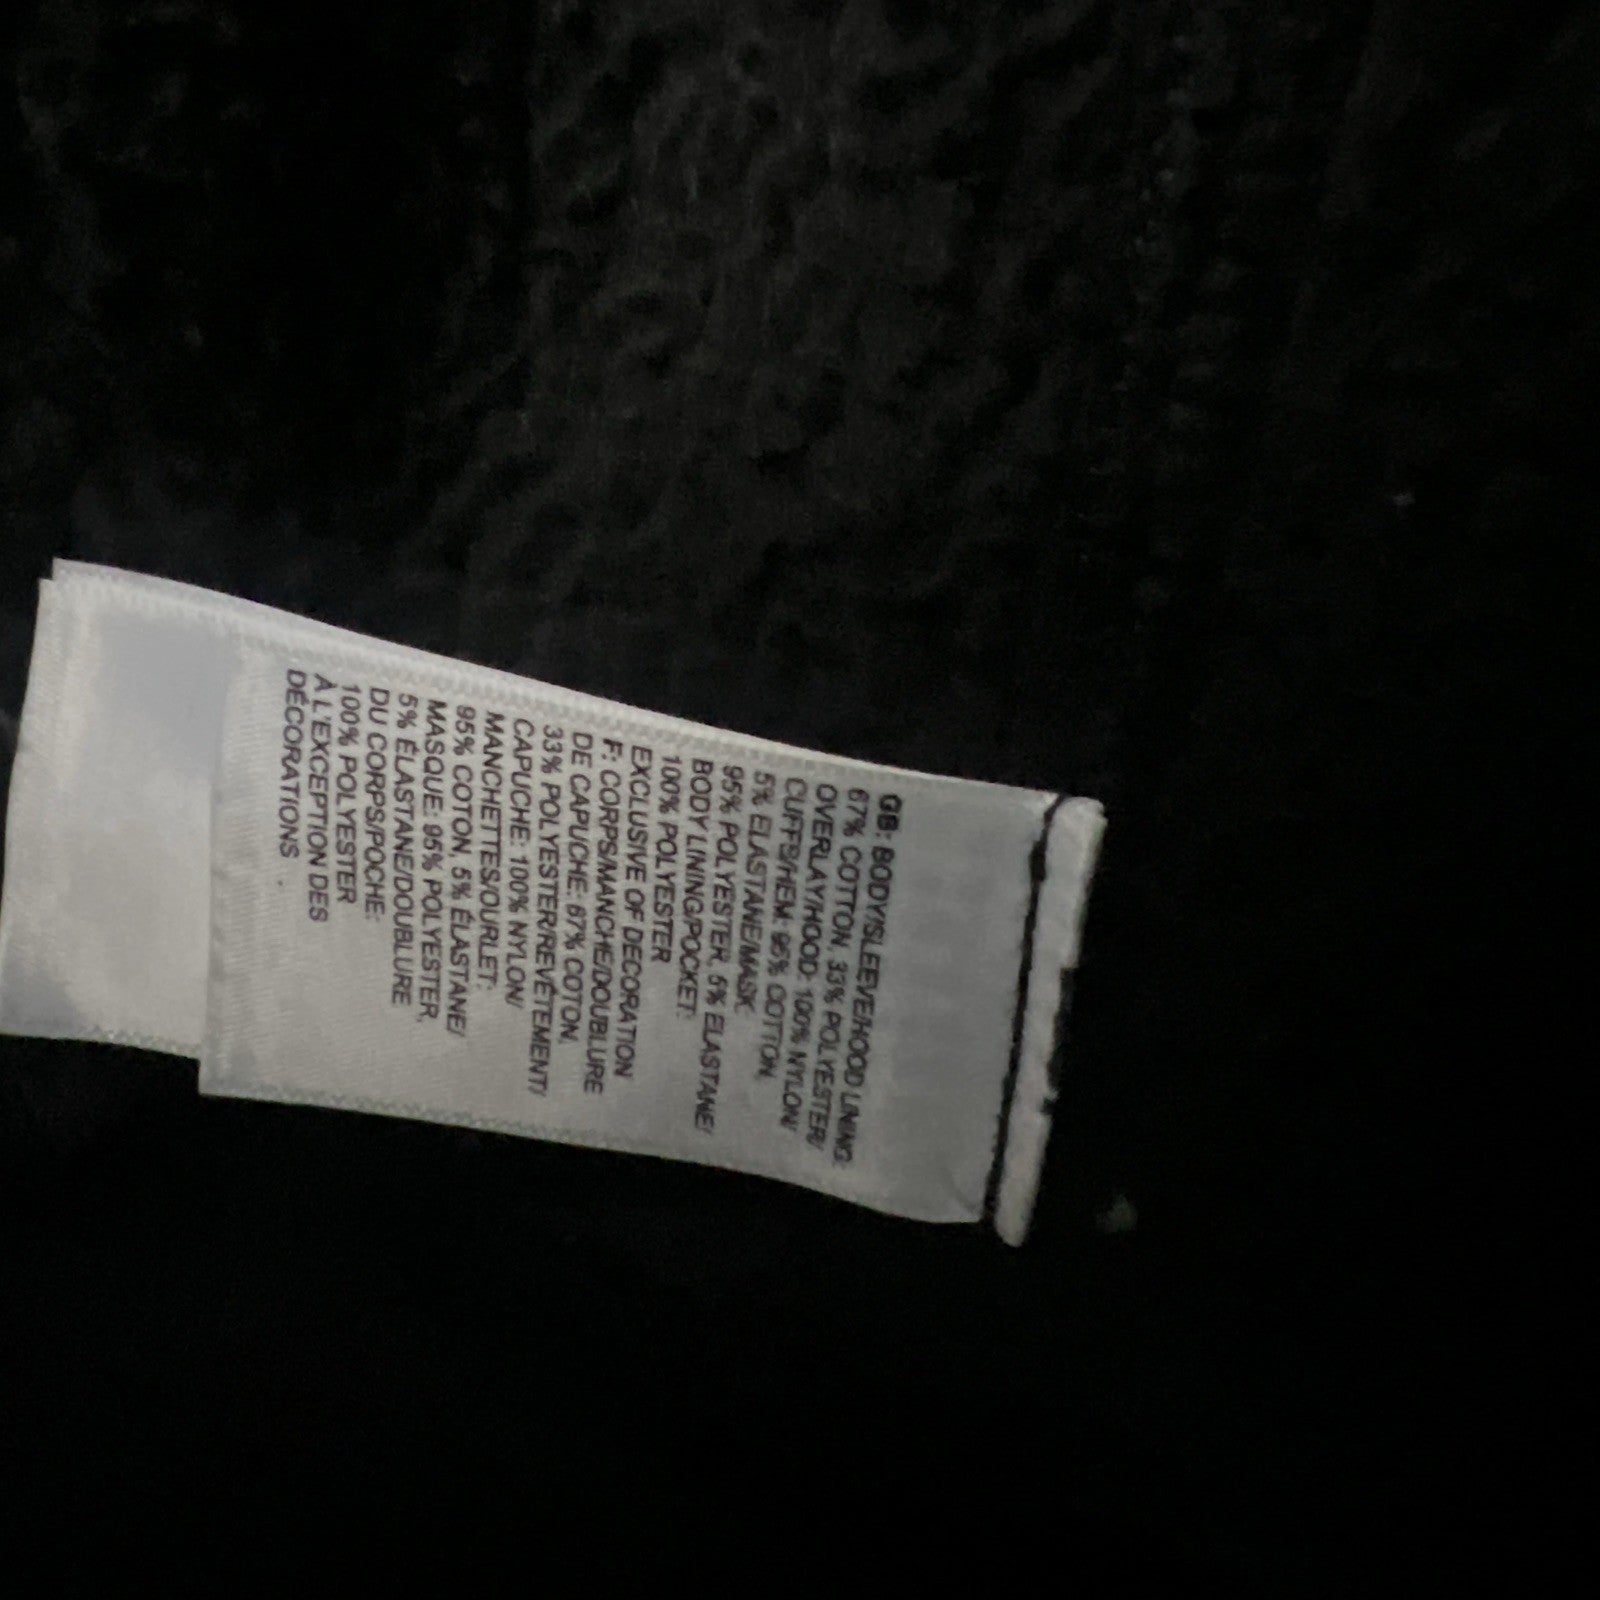 GB: BODY/SLEEVE/HOOD LINING:
67% COTTON, 33% POLYESTER/
OVERLAY/HOOD: 100% NYLON/
CUFFS/HEM: 95% COTTON,
5% ELASTANE/MASK:
95% POLYESTER, 5% ELASTANE/
BODY LINING/POCKET:
100% POLYESTER
EXCLUSIVE OF DECORATION
F: CORPS/MANCHE/DOUBLURE
DE CAPUCHE: 67% COTON,
33% POLYESTER/REVÊTEMENT/
CAPUCHE: 100% NYLON/
MANCHETTES/OURLET:
95% COTON, 5% ÉLASTANE/
MASQUE: 95% POLYESTER,
5% ÉLASTANE/DOUBLURE
DU CORPS/POCHE:
100% POLYESTER
À L'EXCEPTION DES
DÉCORATIONS